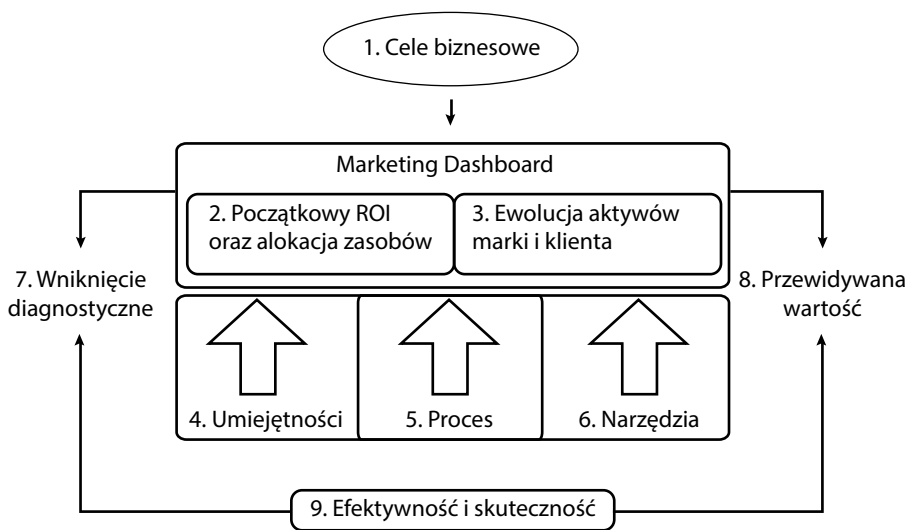 1. Cele biznesowe
Marketing Dashboard
2. Początkowy ROI
oraz alokacja zasobów
3. Ewolucja aktywów
marki i klienta
7. Wniknięcie
diagnostyczne
8. Przewidywana
wartość
4. Umiejętności
5. Proces
6. Narzędzia
9. Efektywność i skuteczność